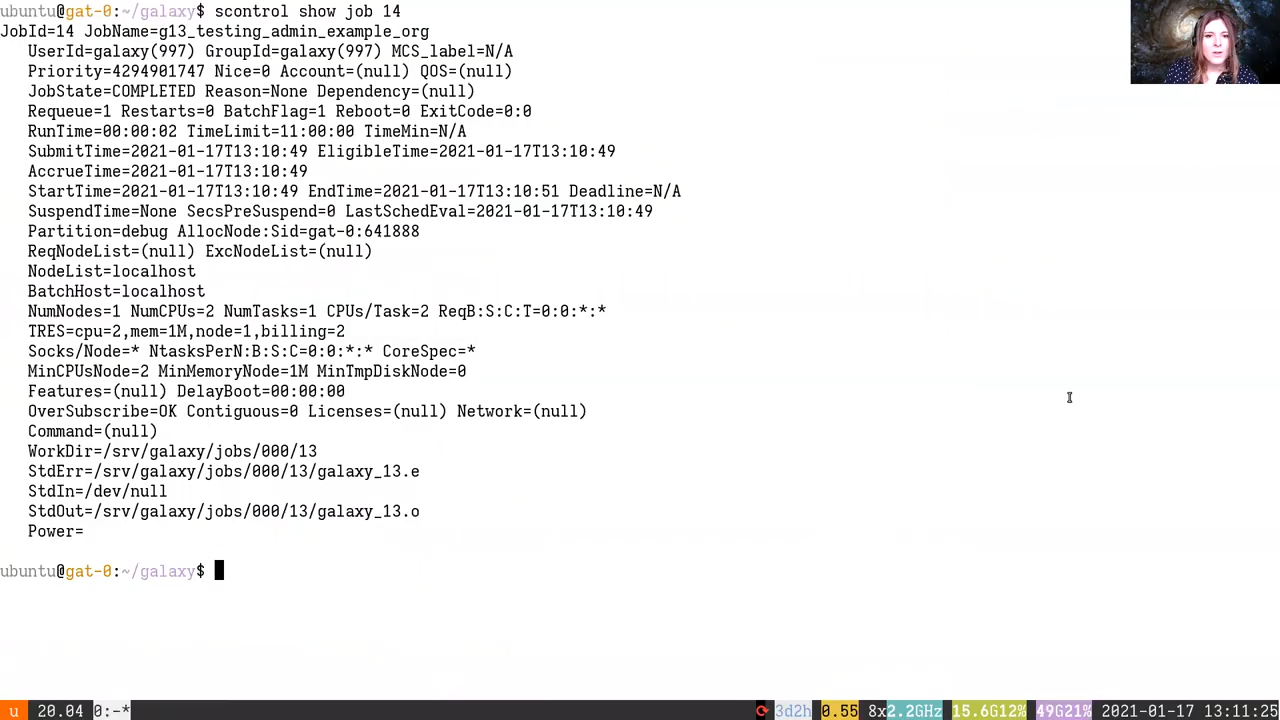 ubuntu@gat-0:~/galaxy$ scontrol show job 14
JobId=14 JobName=g13_testing_admin_example_org
UserId=galaxy(997) GroupId=galaxy(997) MCS_label=N/A
Priority=4294901747 Nice=0 Account=(null) QOS=(null)
JobState=COMPLETED Reason=None Dependency=(null)
Requeue=1 Restarts=0 BatchFlag=1 Reboot=0 ExitCode=0:0
RunTime=00:00:02 TimeLimit=11:00:00 TimeMin=N/A
SubmitTime=2021-01-17T13:10:49 EligibleTime=2021-01-17T13:10:49
AccrueTime=2021-01-17T13:10:49
StartTime=2021-01-17T13:10:49 EndTime=2021-01-17T13:10:51 Deadline=N/A
SuspendTime=None SecsPreSuspend=0 LastSchedEval=2021-01-17T13:10:49
Partition=debug AllocNode:Sid=gat-0:641888
ReqNodeList=(null) ExcNodeList=(null)
NodeList=localhost
BatchHost=localhost
NumNodes=1 NumCPUs=2 NumTasks=1 CPUs/Task=2 ReqB:S:C:T=0:0:*:*
TRES=cpu=2,mem=1M,node=1,billing=2
Socks/Node=* NtasksPerN:B:S:C=0:0:*:* CoreSpec=*
MinCPUsNode=2 MinMemoryNode=1M MinTmpDiskNode=0
Features=(null) DelayBoot=00:00:00
OverSubscribe=OK Contiguous=0 Licenses=(null) Network=(null)
Command=(null)
WorkDir=/srv/galaxy/jobs/000/13
StdErr=/srv/galaxy/jobs/000/13/galaxy_13.e
StdIn=/dev/null
StdOut=/srv/galaxy/jobs/000/13/galaxy_13.o
Power=
ubuntu@gat-0:~/galaxy$
u 20.04 0:-* 3d2h 0.55 8x2.2GHz 15.6G12% 49G21% 2021-01-17 13:11:25